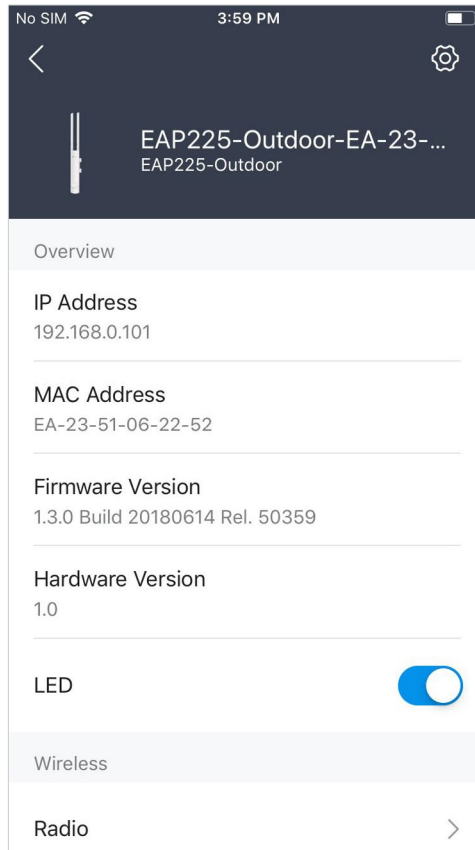 No SIM 3:59 PM
EAP225-Outdoor-EA-23-...
EAP225-Outdoor
Overview
IP Address
192.168.0.101
MAC Address
EA-23-51-06-22-52
Firmware Version
1.3.0 Build 20180614 Rel. 50359
Hardware Version
1.0
LED
Wireless
Radio